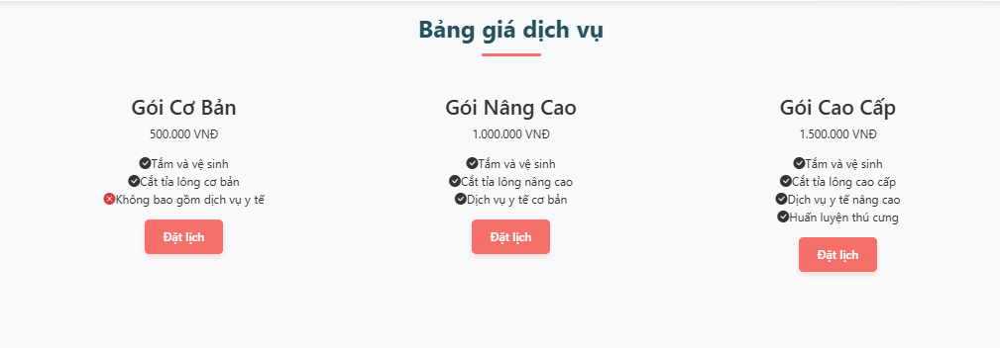 Bảng giá dịch vụ
Gói Cơ Bản
500.000 VNĐ
Tắm và vệ sinh
Cắt tỉa lông cơ bản
Không bao gồm dịch vụ y tế
Đặt lịch
Gói Nâng Cao
1.000.000 VNĐ
Tắm và vệ sinh
Cắt tỉa lông nâng cao
Dịch vụ y tế cơ bản
Đặt lịch
Gói Cao Cấp
1.500.000 VNĐ
Tắm và vệ sinh
Cắt tỉa lông cao cấp
Dịch vụ y tế nâng cao
Huấn luyện thú cưng
Đặt lịch